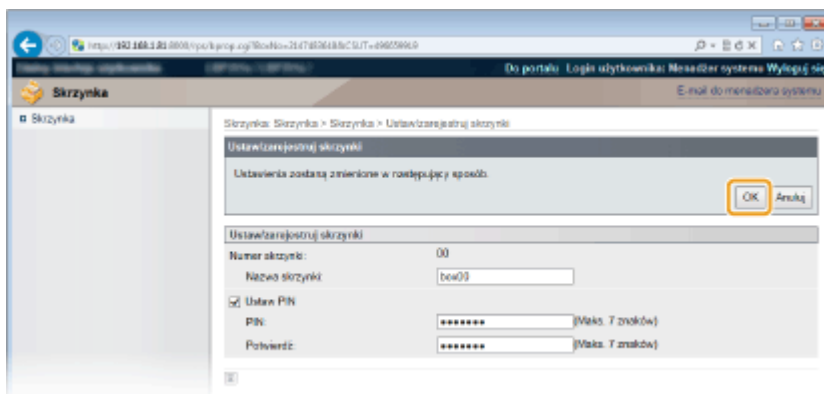 Do portalu Login użytkownika: Menedżer systemu Wyloguj się
Skrzynka
E-mail do menedżera systemu
Skrzynka
Skrzynka: Skrzynka > Skrzynka > Ustaw/zarejestruj skrzynki
Ustaw/zarejestruj skrzynki
Ustawienia zostaną zmienione w następujący sposób.
OK Anuluj
Ustaw/zarejestruj skrzynki
Numer skrzynki: 00
Nazwa skrzynki: box00
Ustaw PIN
PIN: ••••••• (Maks. 7 znaków)
Potwierdź: ••••••• (Maks. 7 znaków)